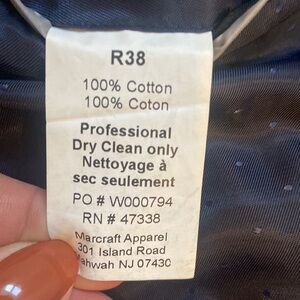 R38
100% Cotton
100% Coton
Professional
Dry Clean only
Nettoyage à
sec seulement
PO # W000794
RN # 47338
Marcraft Apparel
301 Island Road
Mahwah NJ 07430